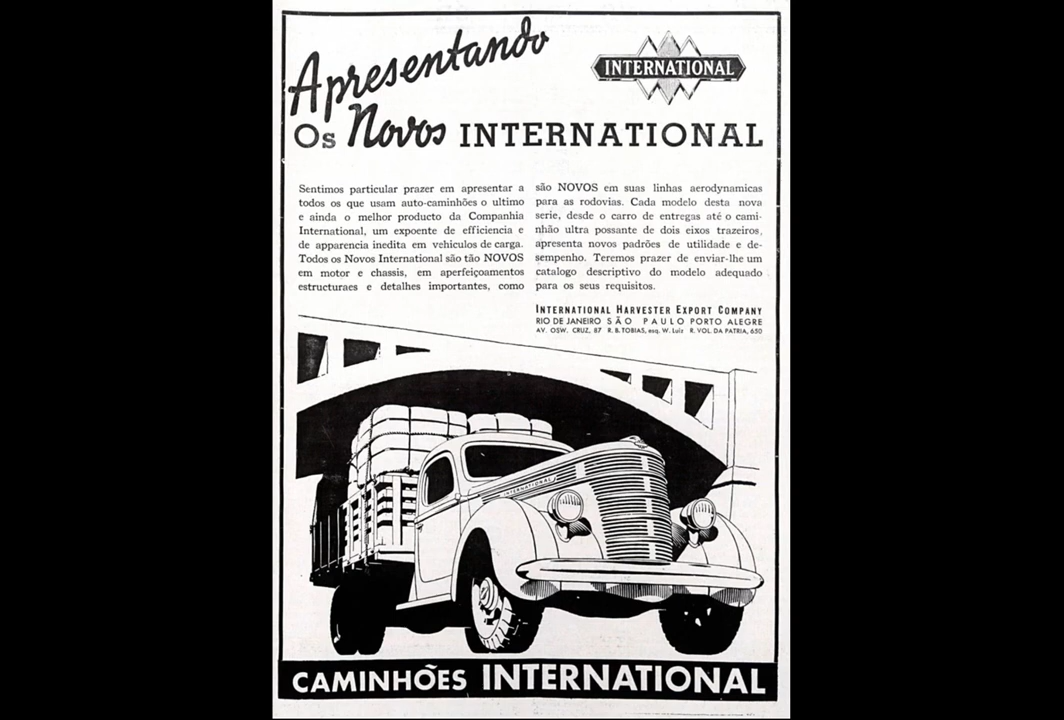 Apresentando
INTERNATIONAL
Os Novos INTERNATIONAL
Sentimos particular prazer em apresentar a
todos os que usam auto-caminhões o ultimo
e ainda o melhor producto da Companhia
International, um expoente de efficiencia e
de apparencia inedita em vehiculos de carga.
Todos os Novos International são tão NOVOS
em motor e chassis, em aperfeiçoamentos
estructuraes e detalhes importantes, como
são NOVOS em suas linhas aerodynamicas
para as rodovias. Cada modelo desta nova
serie, desde o carro de entregas até o cami-
nhão ultra possante de dois eixos trazeiros,
apresenta novos padrões de utilidade e de-
sempenho. Teremos prazer de enviar-lhe um
catalogo descriptivo do modelo adequado
para os seus requisitos.
INTERNATIONAL HARVESTER EXPORT COMPANY
RIO DE JANEIRO SÃO PAULO PORTO ALEGRE
AV. OSW. CRUZ, 87 R. B. TOBIAS, esq. W. Luiz R. VOL. DA PATRIA, 650
INTERNATIONAL
CAMINHÕES INTERNATIONAL